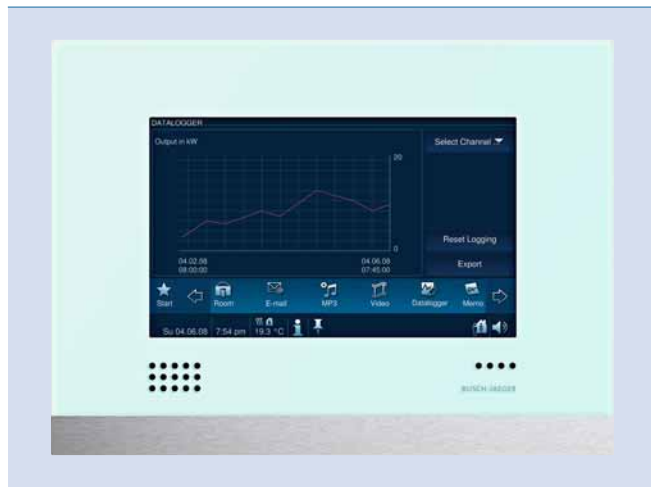 DATALOGGER
Output in kW
Select Channel
20
0
04.02.08
08:00:00
04.06.08
07:45:00
Reset Logging
Export
Start
Room
E-mail
MP3
Video
Datalogger
Memo
Su 04.06.08
7:54 pm
19.3 °C
BUSCH-JAEGER